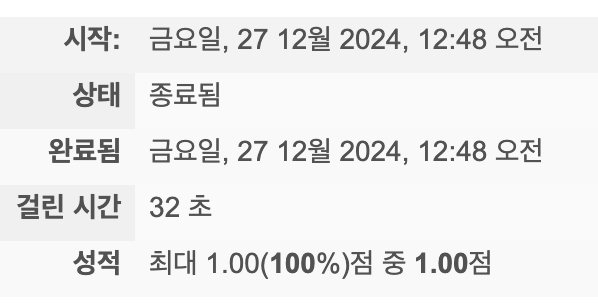 시작: 금요일, 27 12월 2024, 12:48 오전
상태 종료됨
완료됨 금요일, 27 12월 2024, 12:48 오전
걸린 시간 32 초
성적 최대 1.00(100%)점 중 1.00점